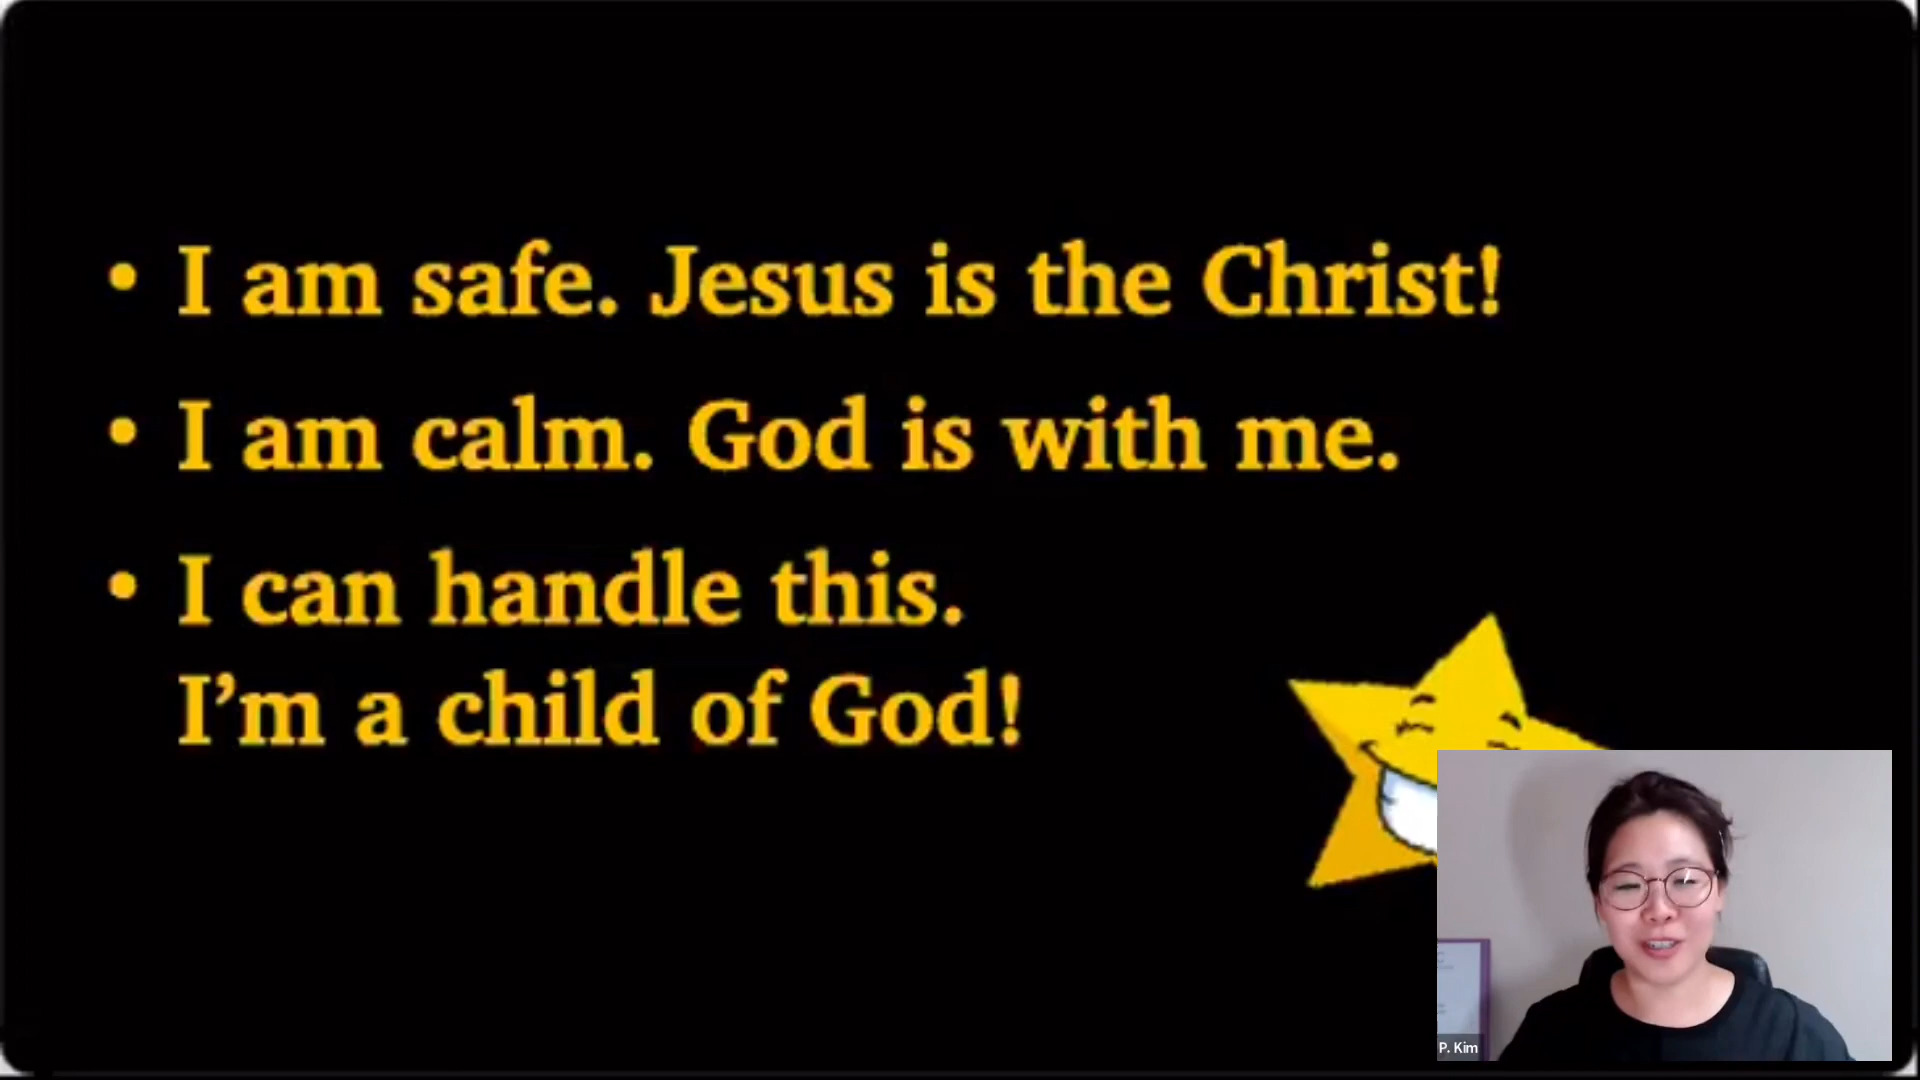 • I am safe. Jesus is the Christ!
• I am calm. God is with me.
• I can handle this.
I’m a child of God!
P. Kim